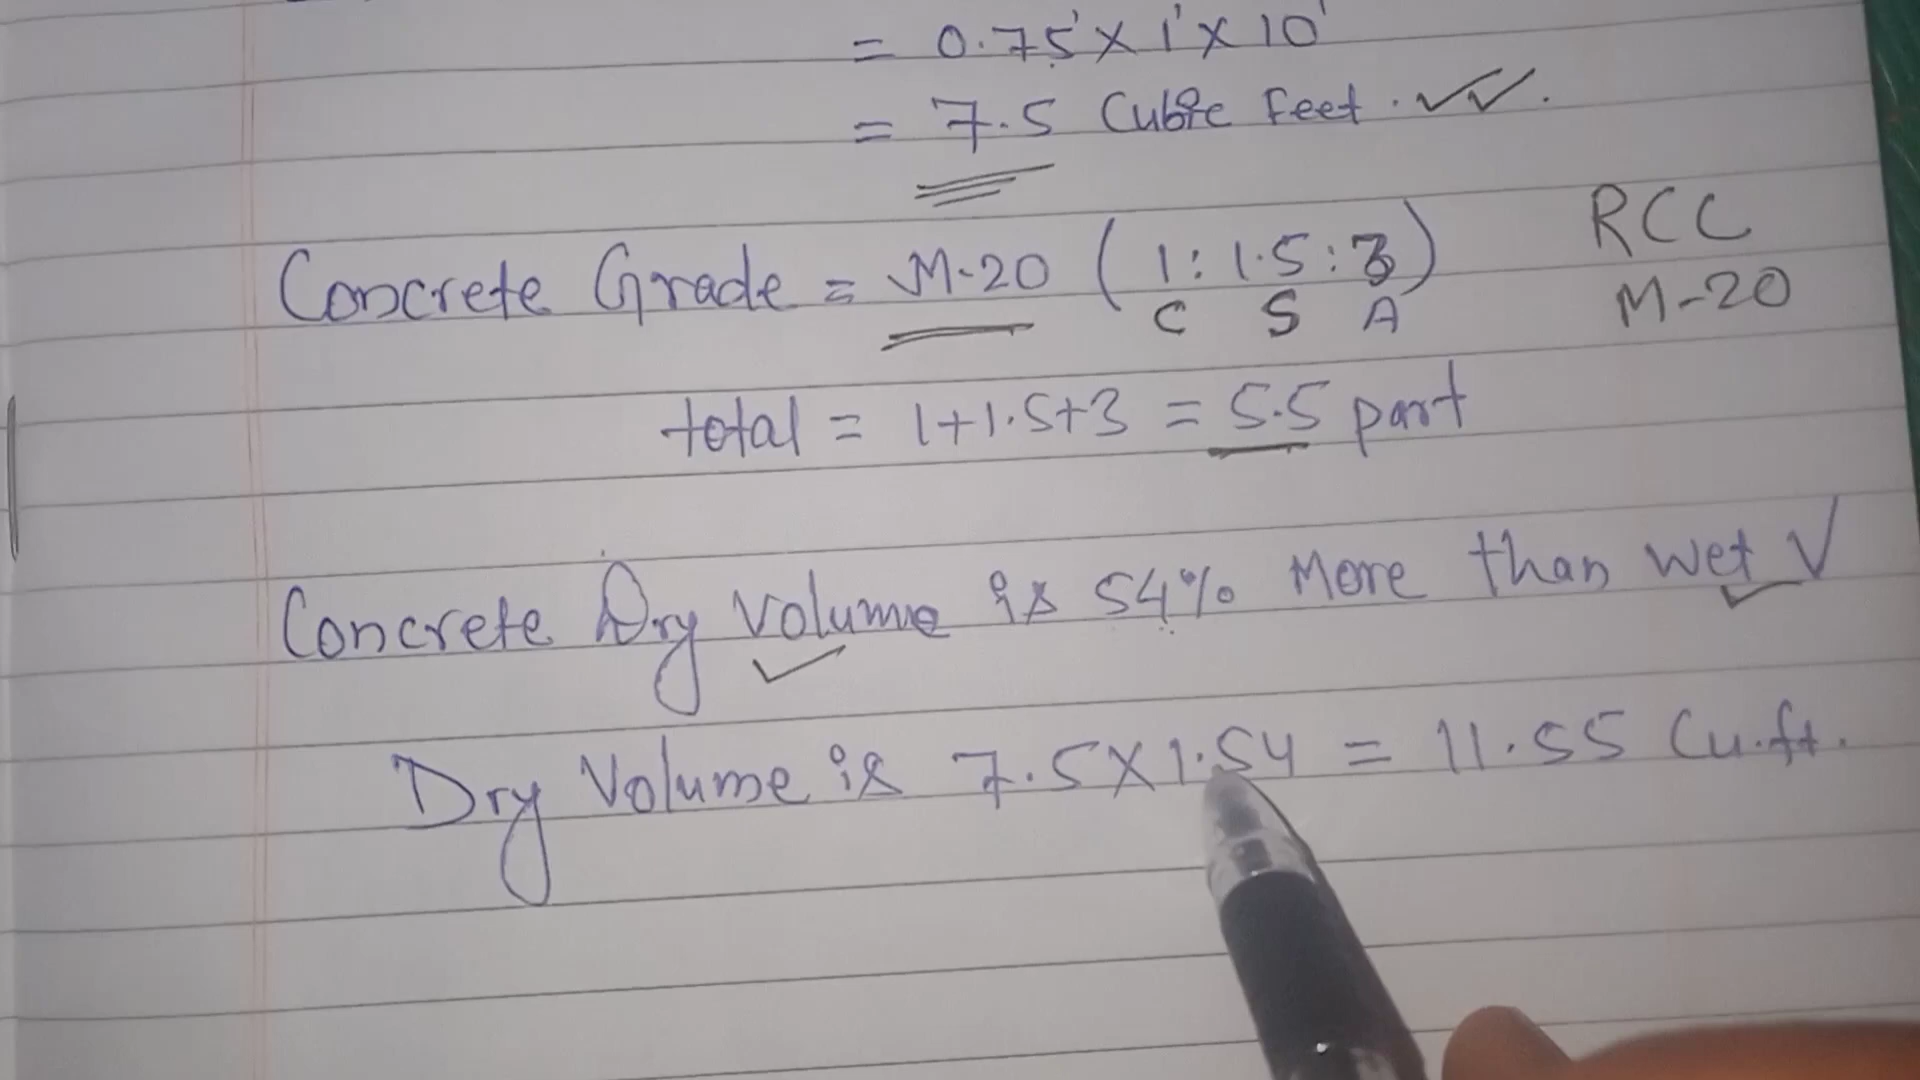 = 0.75' X 1' X 10'
= 7.5 Cubic Feet.
Concrete Grade = M-20 (1:1.5:3)
C S A
RCC
M-20
total = 1+1.5+3 = 5.5 part
Concrete Dry Volume is 54% More than wet V
Dry Volume is 7.5X1.54 = 11.55 Cu.ft.